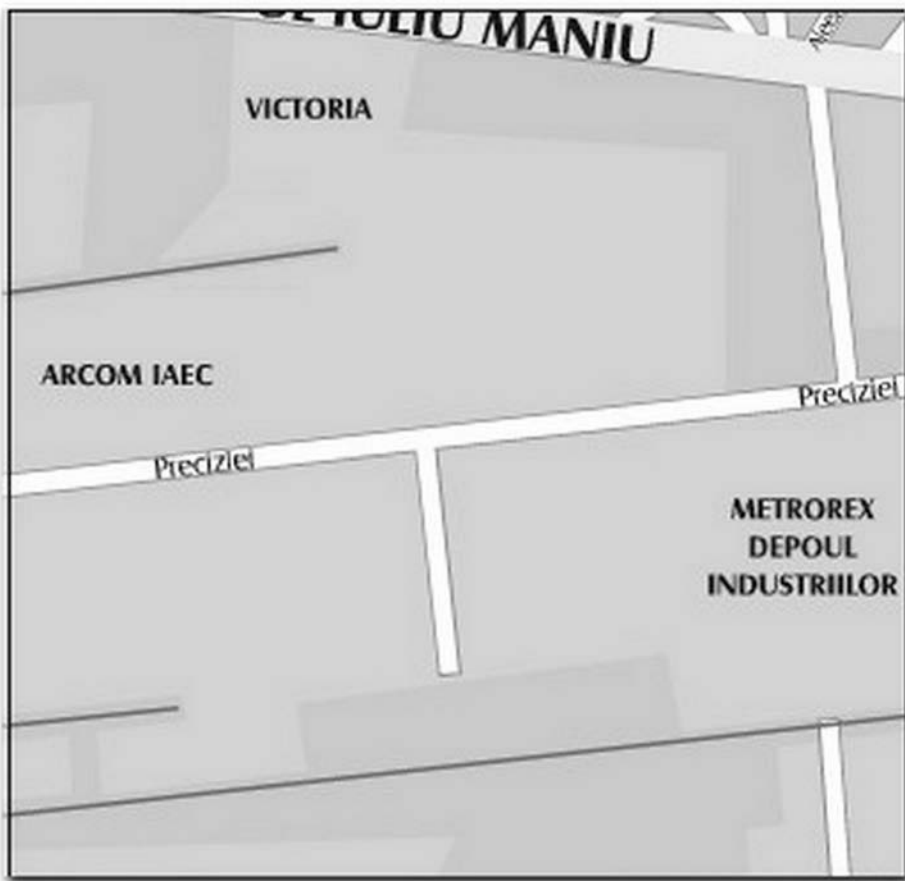 IULIU MANIU
VICTORIA
ARCOM IAEC
Preciziei
Preciziei
METROREX
DEPOUL
INDUSTRIILOR